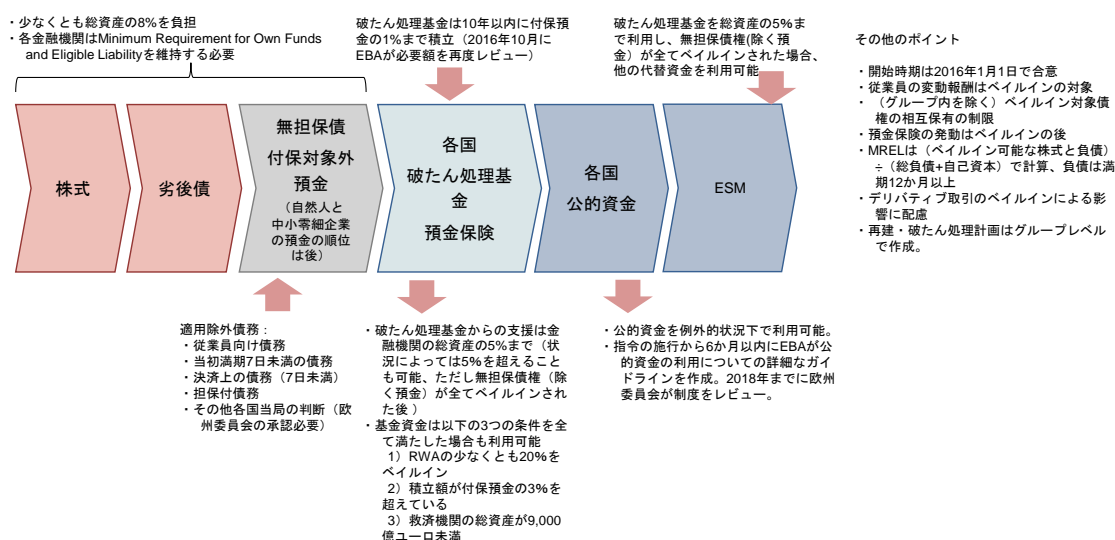 ・少なくとも総資産の8%を負担
・各金融機関はMinimum Requirement for Own Funds
and Eligible Liabilityを維持する必要
破たん処理基金は10年以内に付保預
金の1%まで積立（2016年10月に
EBAが必要額を再度レビュー）
破たん処理基金を総資産の5%ま
で利用し、無担保債権(除く預
金）が全てベイルインされた場合、
他の代替資金を利用可能
株式
劣後債
無担保債
付保対象外
預金
（自然人と
中小零細企業
の預金の順位
は後）
各国
破たん処理基
金
預金保険
各国
公的資金
ESM
適用除外債務：
・従業員向け債務
・当初満期7日未満の債務
・決済上の債務（7日未満）
・担保付債務
・その他各国当局の判断（欧
州委員会の承認必要）
・破たん処理基金からの支援は金
融機関の総資産の5%まで（状
況によっては5%を超えること
も可能、ただし無担保債権（除
く預金）が全てベイルインされ
た後 ）
・基金資金は以下の3つの条件を全
て満たした場合も利用可能
1）RWAの少なくとも20%を
ベイルイン
2）積立額が付保預金の3%を
超えている
3）救済機関の総資産が9,000
億ユーロ未満
・公的資金を例外的状況下で利用可能。
・指令の施行から6か月以内にEBAが公
的資金の利用についての詳細なガイ
ドラインを作成。2018年までに欧州
委員会が制度をレビュー。
その他のポイント
・開始時期は2016年1月1日で合意
・従業員の変動報酬はベイルインの対象
・（グループ内を除く）ベイルイン対象債
権の相互保有の制限
・預金保険の発動はベイルインの後
・MRELは（ベイルイン可能な株式と負債）
÷（総負債+自己資本）で計算、負債は満
期12か月以上
・デリバティブ取引のベイルインによる影
響に配慮
・再建・破たん処理計画はグループレベル
で作成。